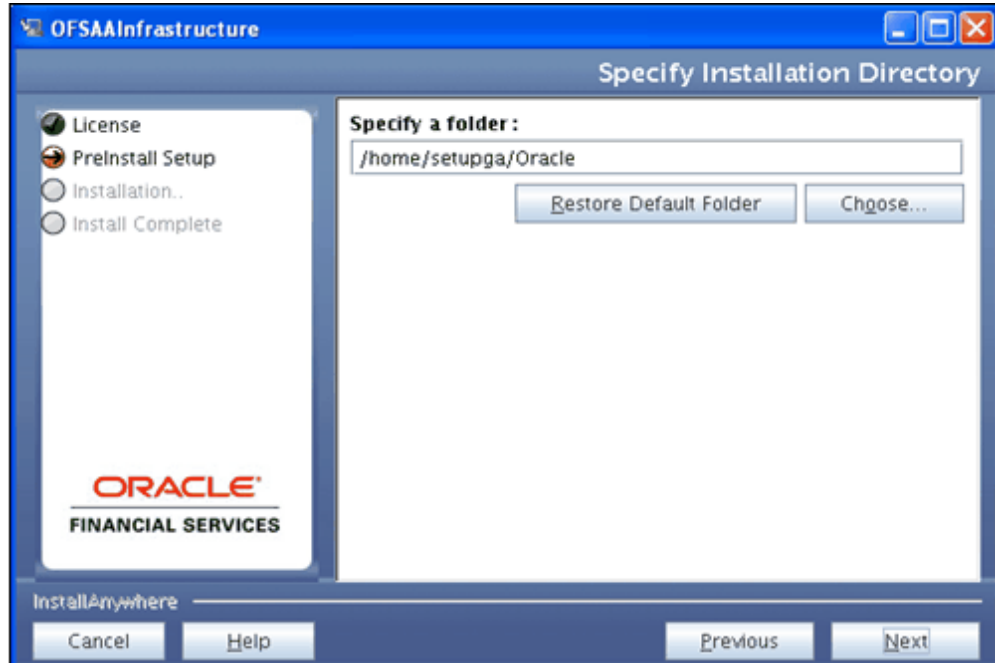 OFSAAInfrastructure
Specify Installation Directory
License
PreInstall Setup
Installation..
Install Complete
ORACLE
FINANCIAL SERVICES
Specify a folder:
/home/setupga/Oracle
Restore Default Folder
Choose...
InstallAnywhere
Cancel
Help
Previous
Next